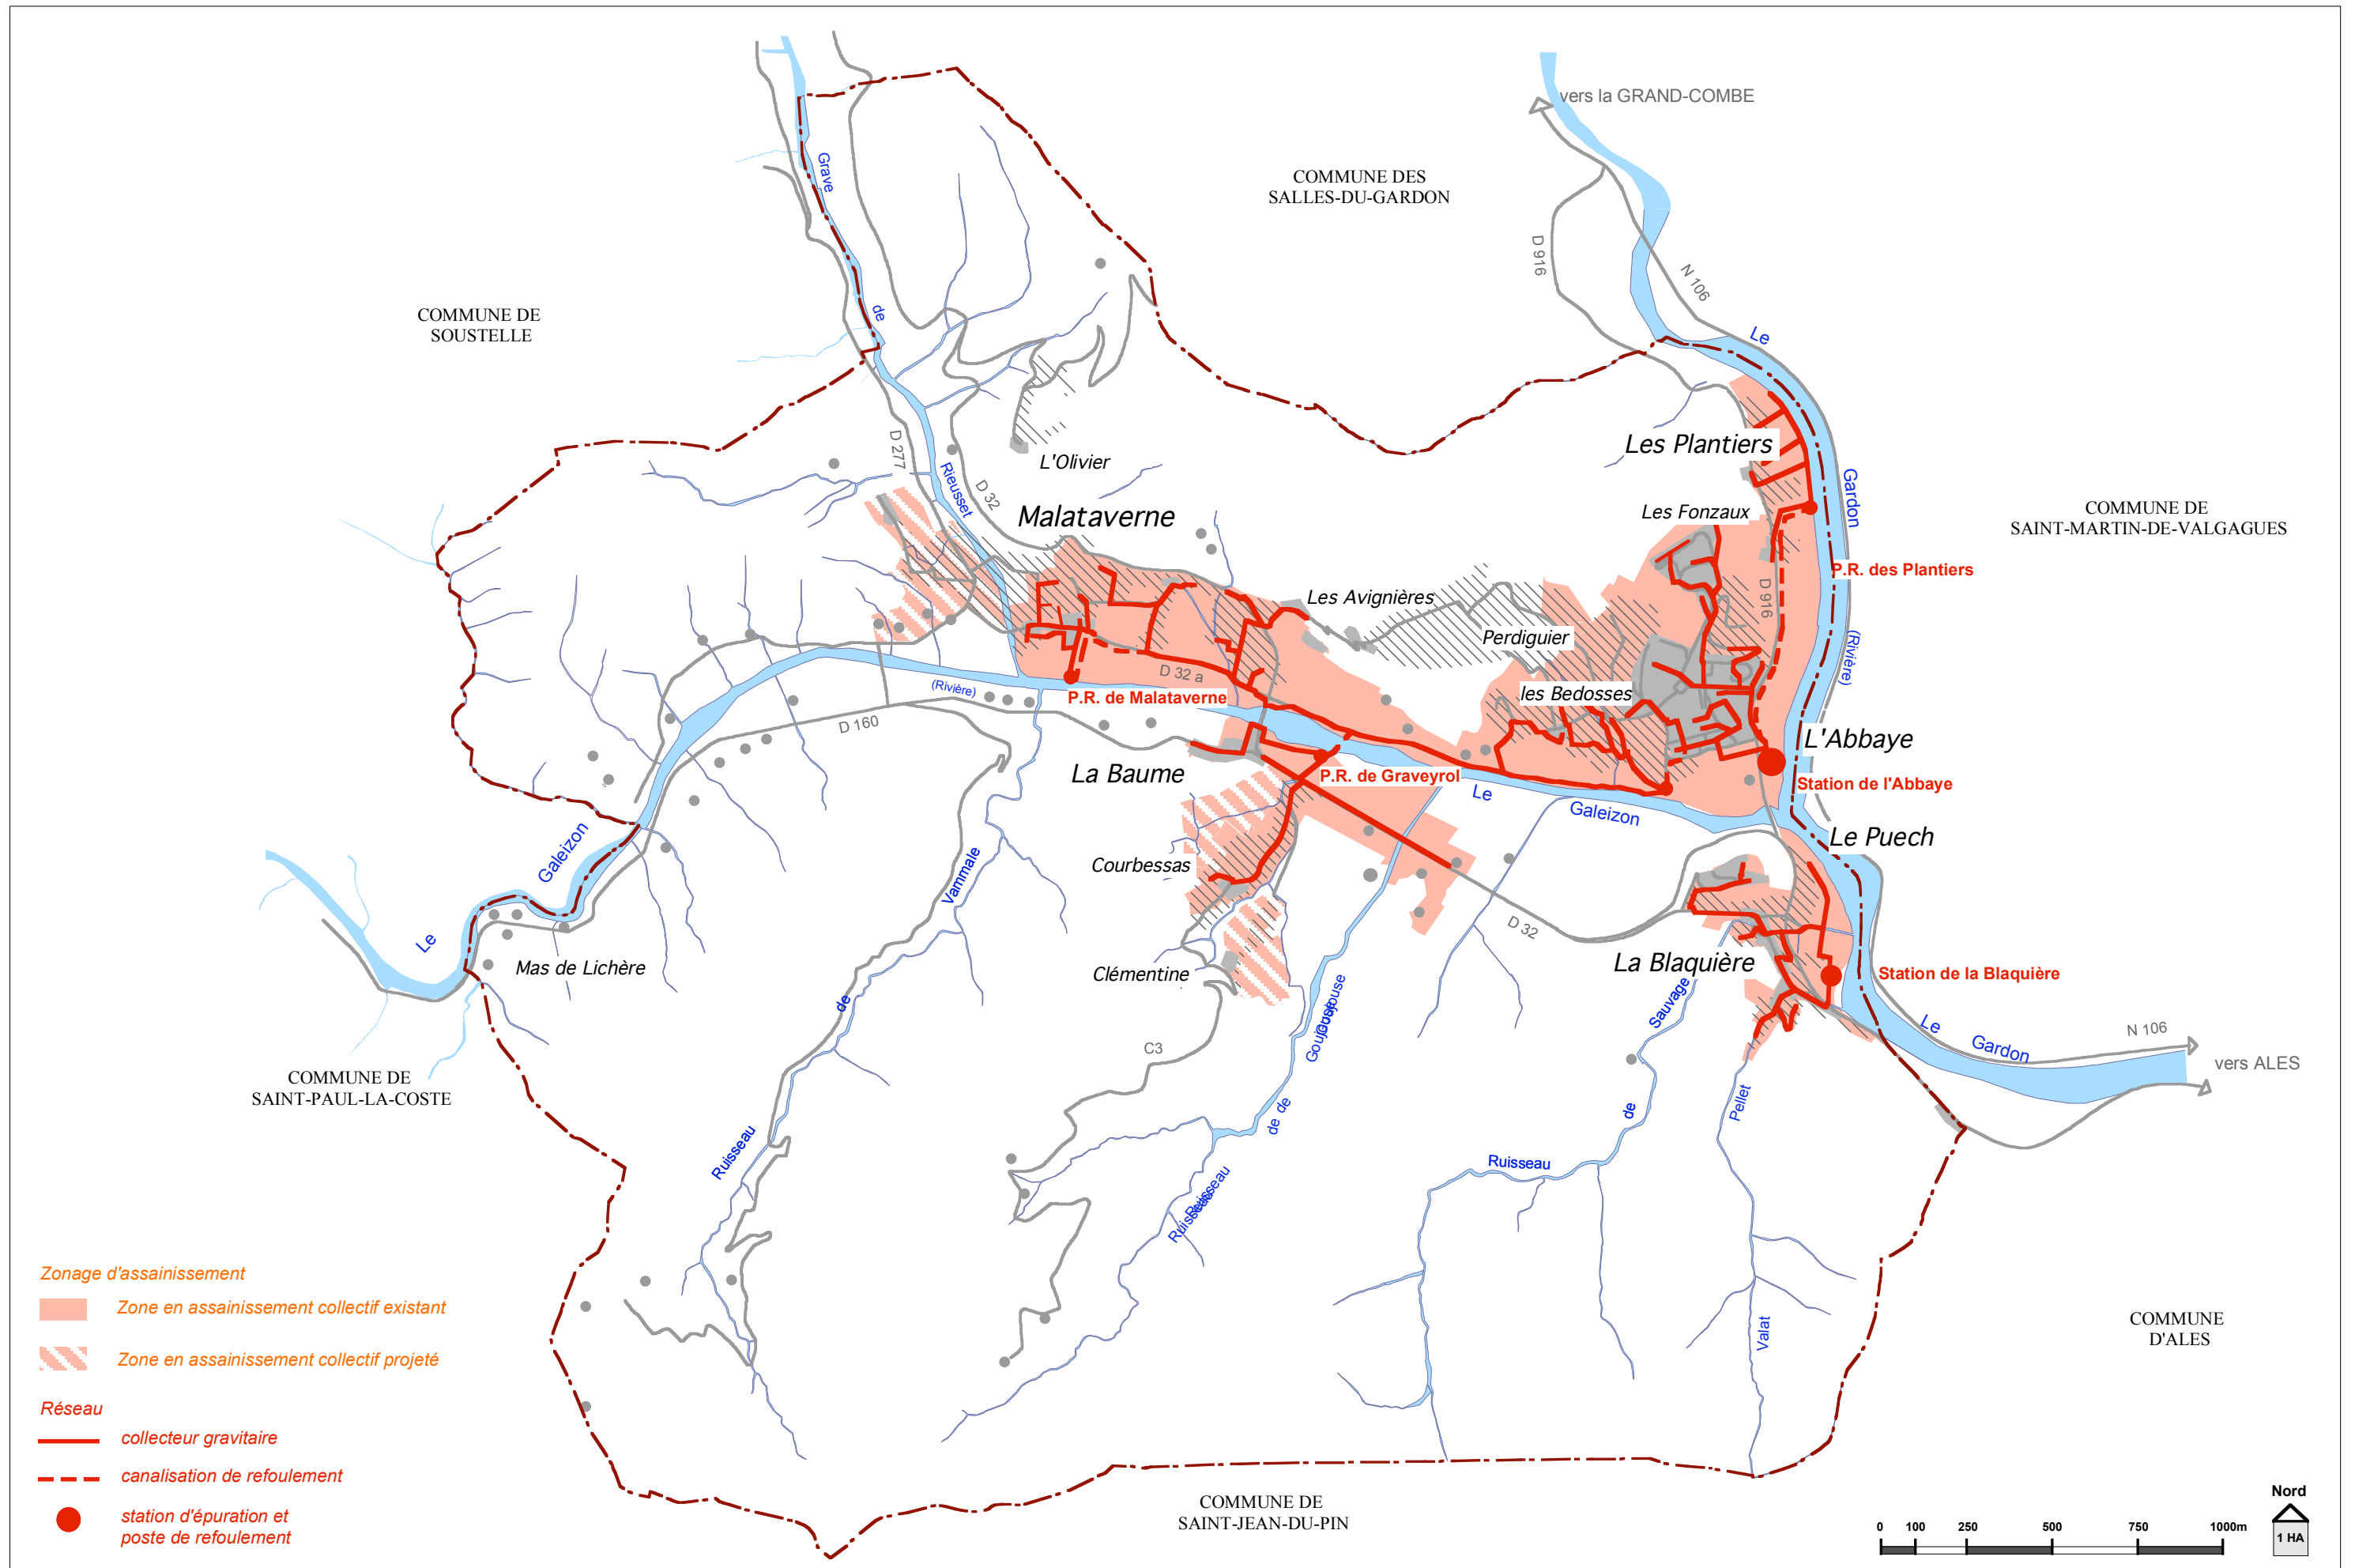 vers la GRAND-COMBE
COMMUNE DES
SALLES-DU-GARDON
Grave
D 916
N 106
de
COMMUNE DE
SOUSTELLE
Le
D 277
Les Plantiers
L'Olivier
Rieusset
D 32
Gardon
Malataverne
Les Fonzaux
COMMUNE DE
SAINT-MARTIN-DE-VALGAGUES
P.R. des Plantiers
D 916
Les Avignières
Perdiguier
(Rivière)
D 32 a
(Rivière)
P.R. de Malataverne
les Bedosses
D 160
L'Abbaye
La Baume
P.R. de Graveyrol
Station de l'Abbaye
Le
Galeizon
Le Puech
Galeizon
Courbessas
Vammale
D 32
Le
Mas de Lichère
Clémentine
La Blaquière
Station de la Blaquière
de
Sauvage
Goujouse
Goujouse
Le
Gardon
N 106
vers ALES
C3
COMMUNE DE
SAINT-PAUL-LA-COSTE
de
de
de
Pellet
Ruisseau
Ruisseau
Ruisseau
Ruisseau
Valat
COMMUNE
D'ALES
Zonage d'assainissement
Zone en assainissement collectif existant
Zone en assainissement collectif projeté
Réseau
collecteur gravitaire
canalisation de refoulement
station d'épuration et
poste de refoulement
COMMUNE DE
SAINT-JEAN-DU-PIN
Nord
1 HA
0 100 250 500 750 1000m